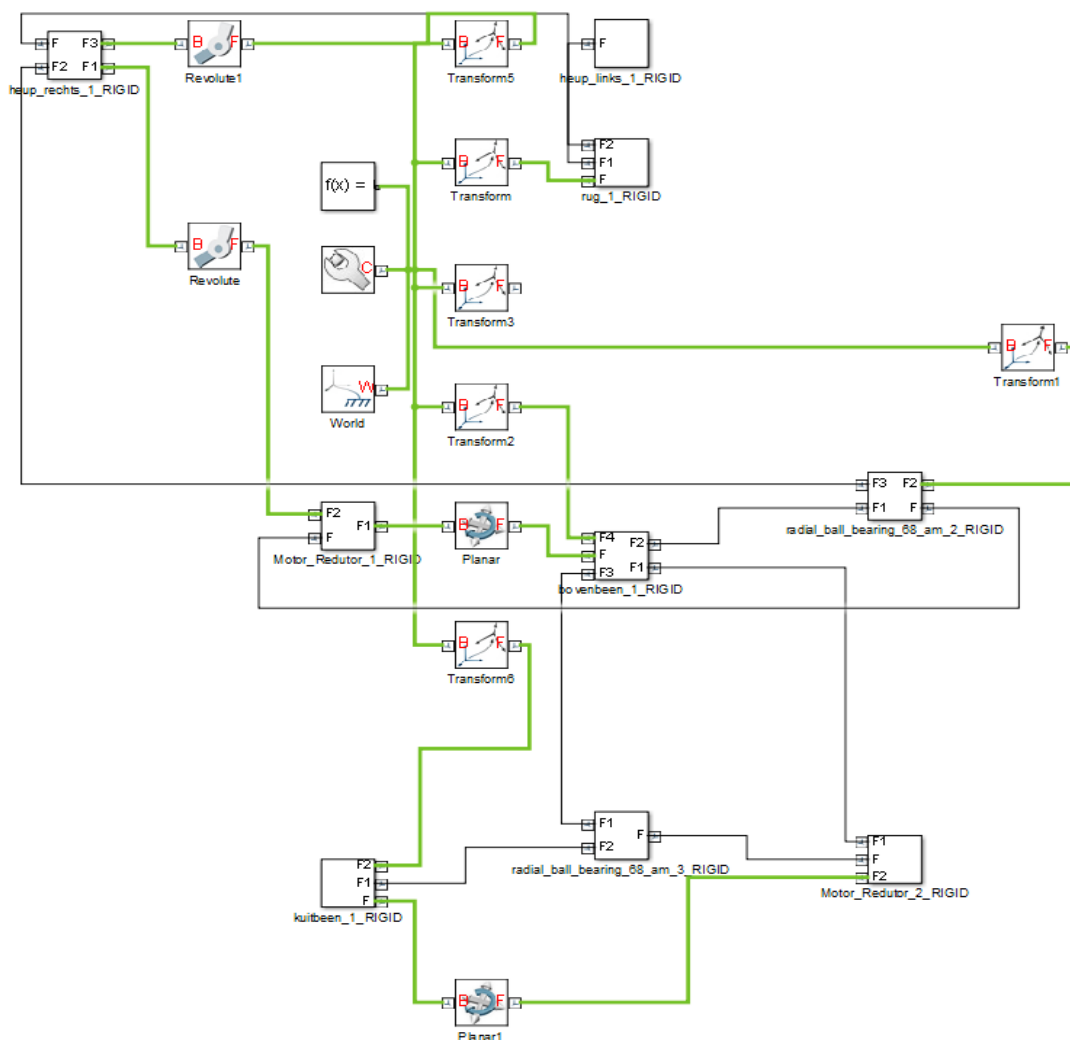 F F3
F2 F1
heup_rechts_1_RIGID
B F
Revolute1
B F
Transform5
F
heup_links_1_RIGID
B F
Transform
F2
F1
F
rug_1_RIGID
f(x) =
B F
Revolute
C
B F
Transform3
B F
Transform1
W
World
B F
Transform2
F3 F2
F1 F
radial_ball_bearing_68_am_2_RIGID
F2 F1
F
Motor_Redutor_1_RIGID
B F
Planar
F4 F2
F F1
F3
bovenbeen_1_RIGID
B F
Transform6
F1 F
F2
radial_ball_bearing_68_am_3_RIGID
F1
F
F2
Motor_Redutor_2_RIGID
F2
F1
F
kuitbeen_1_RIGID
B F
Planar1